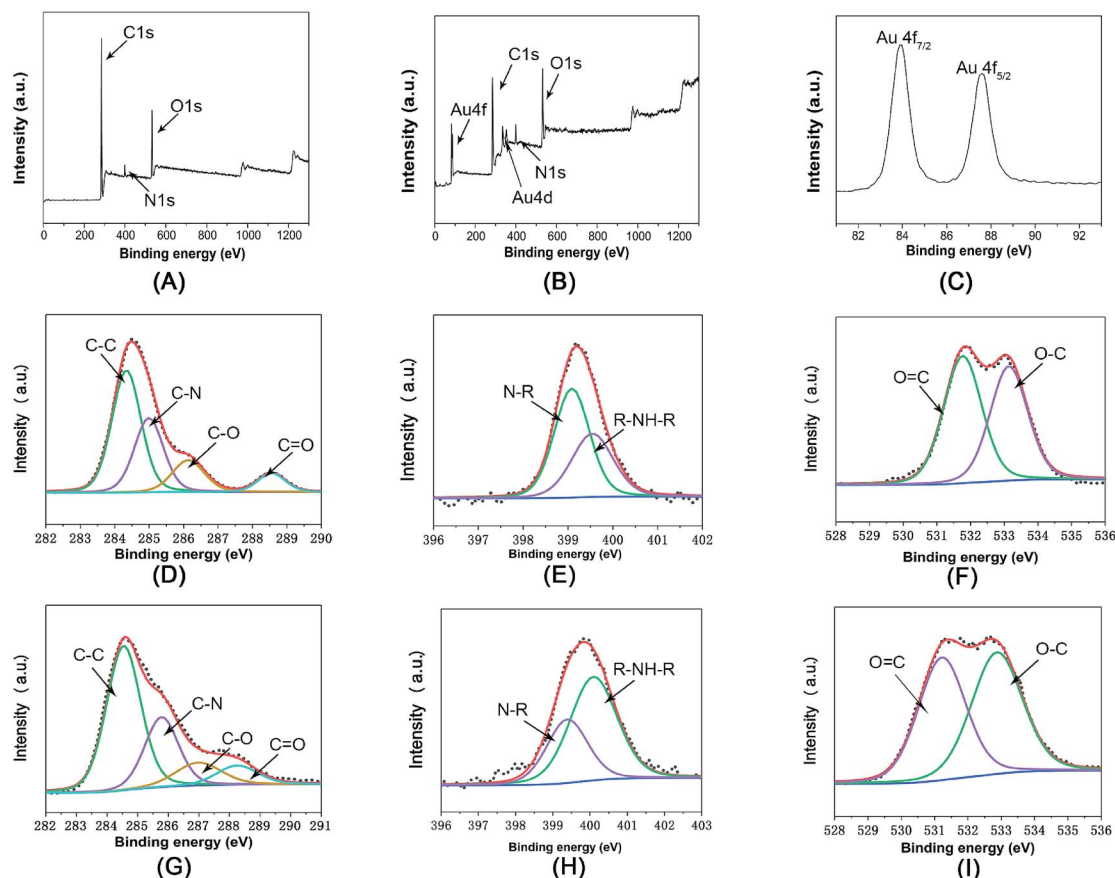 Intensity (a.u.)
C1s
O1s
N1s
0 200 400 600 800 1000 1200
Binding energy (eV)
(A)
Intensity (a.u.)
Au4f
C1s
O1s
N1s
Au4d
0 200 400 600 800 1000 1200
Binding energy (eV)
(B)
Intensity (a.u.)
Au 4f7/2
Au 4f5/2
82 84 86 88 90 92
Binding energy (eV)
(C)
Intensity ( a.u.)
C-C
C-N
C-O
C=O
282 283 284 285 286 287 288 289 290
Binding energy (eV)
(D)
Intensity ( a.u.)
N-R
R-NH-R
396 397 398 399 400 401 402
Binding energy (eV)
(E)
Intensity ( a.u.)
O=C
O-C
528 529 530 531 532 533 534 535 536
Binding energy (eV)
(F)
Intensity ( a.u.)
C-C
C-N
C-O
C=O
282 283 284 285 286 287 288 289 290 291
Binding energy (eV)
(G)
Intensity ( a.u.)
N-R
R-NH-R
396 397 398 399 400 401 402 403
Binding energy (eV)
(H)
Intensity ( a.u.)
O=C
O-C
528 529 530 531 532 533 534 535 536
Binding energy (eV)
(I)